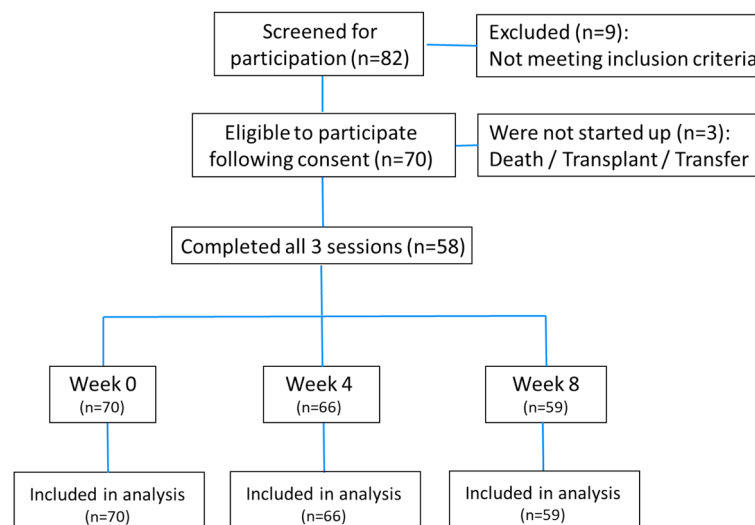 Screened for
participation (n=82)
Excluded (n=9):
Not meeting inclusion criteria
Eligible to participate
following consent (n=70)
Were not started up (n=3):
Death / Transplant / Transfer
Completed all 3 sessions (n=58)
Week 0
(n=70)
Week 4
(n=66)
Week 8
(n=59)
Included in analysis
(n=70)
Included in analysis
(n=66)
Included in analysis
(n=59)